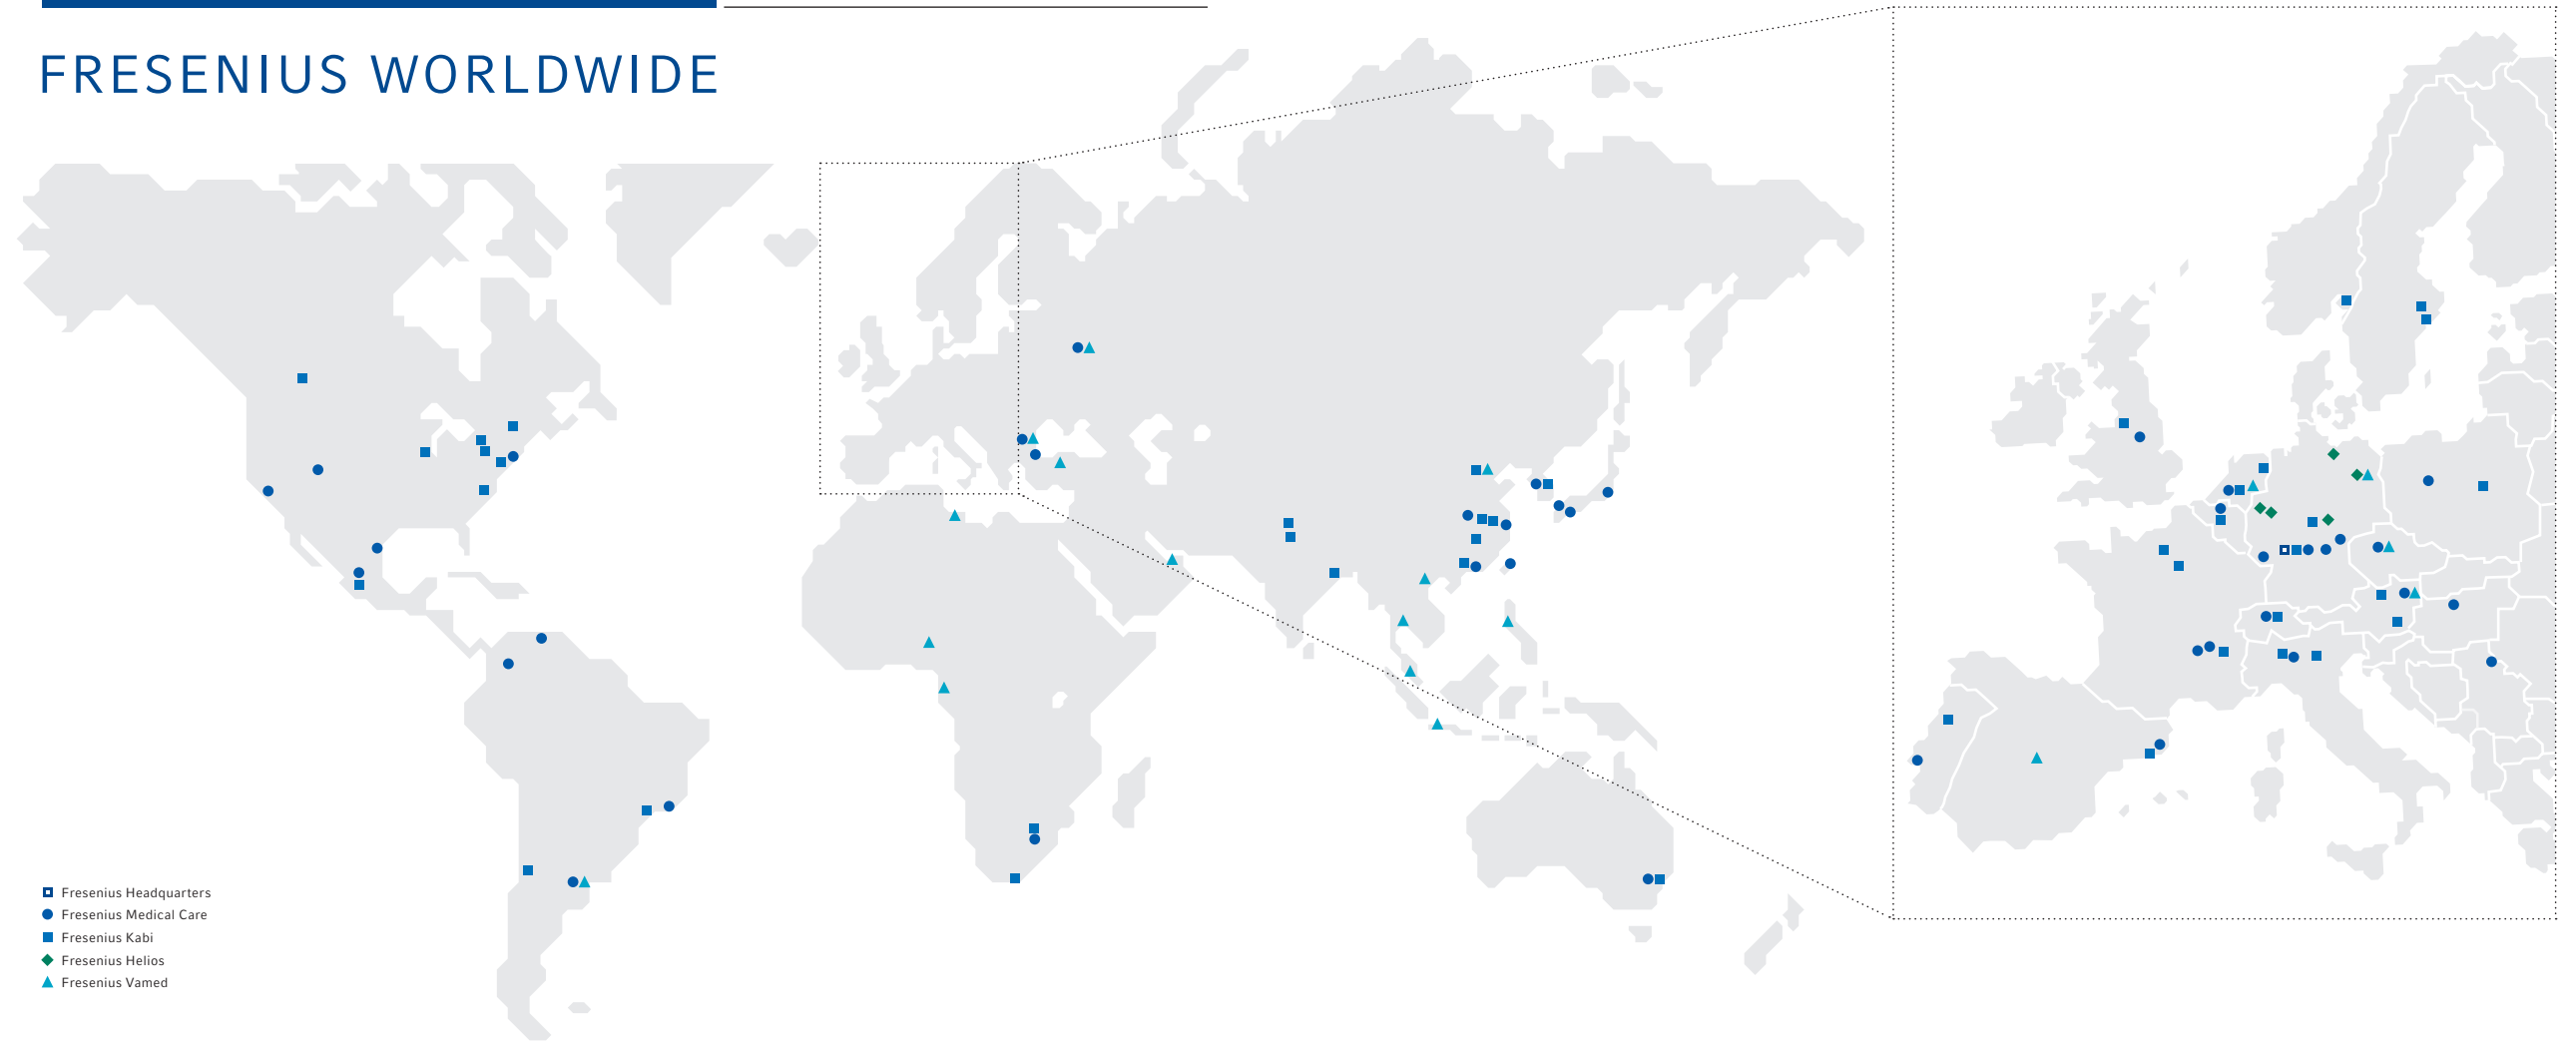 FRESENIUS WORLDWIDE
Fresenius Headquarters
Fresenius Medical Care
Fresenius Kabi
Fresenius Helios
Fresenius Vamed